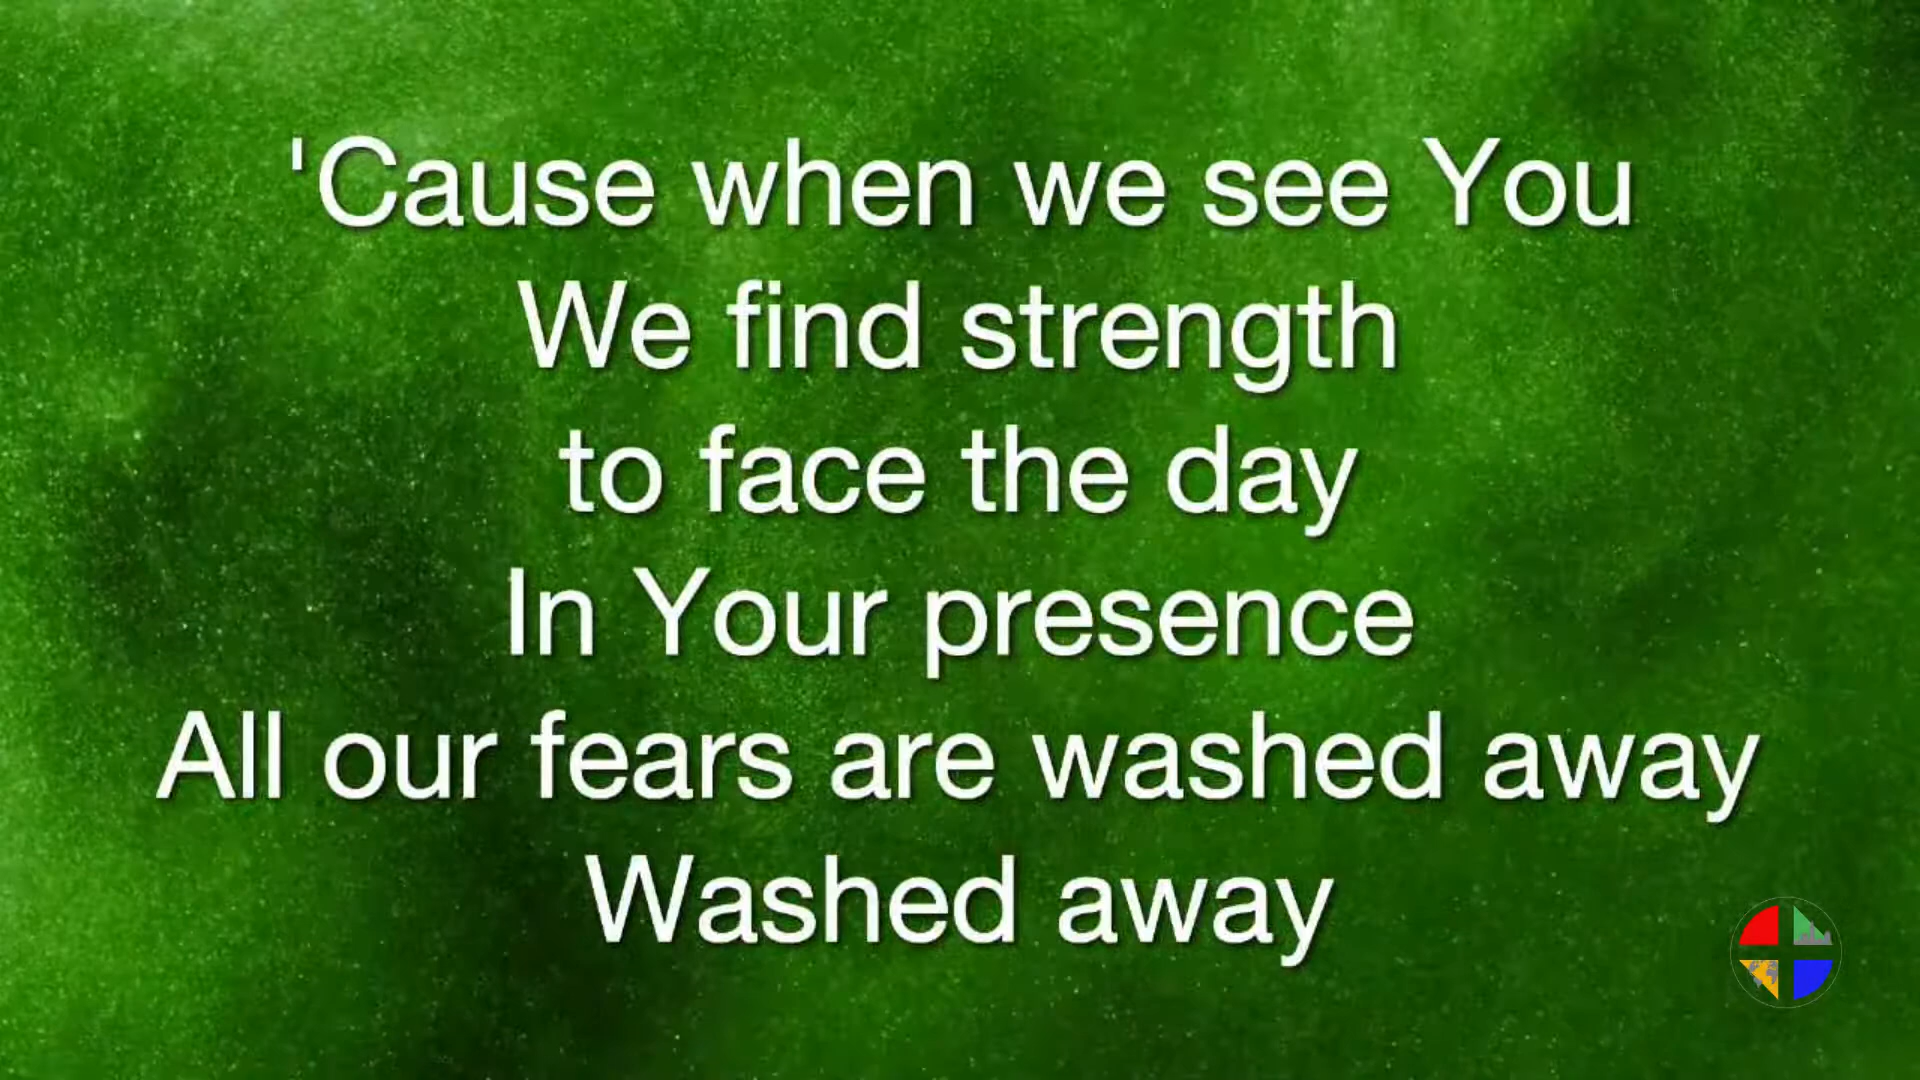 'Cause when we see You
We find strength
to face the day
In Your presence
All our fears are washed away
Washed away